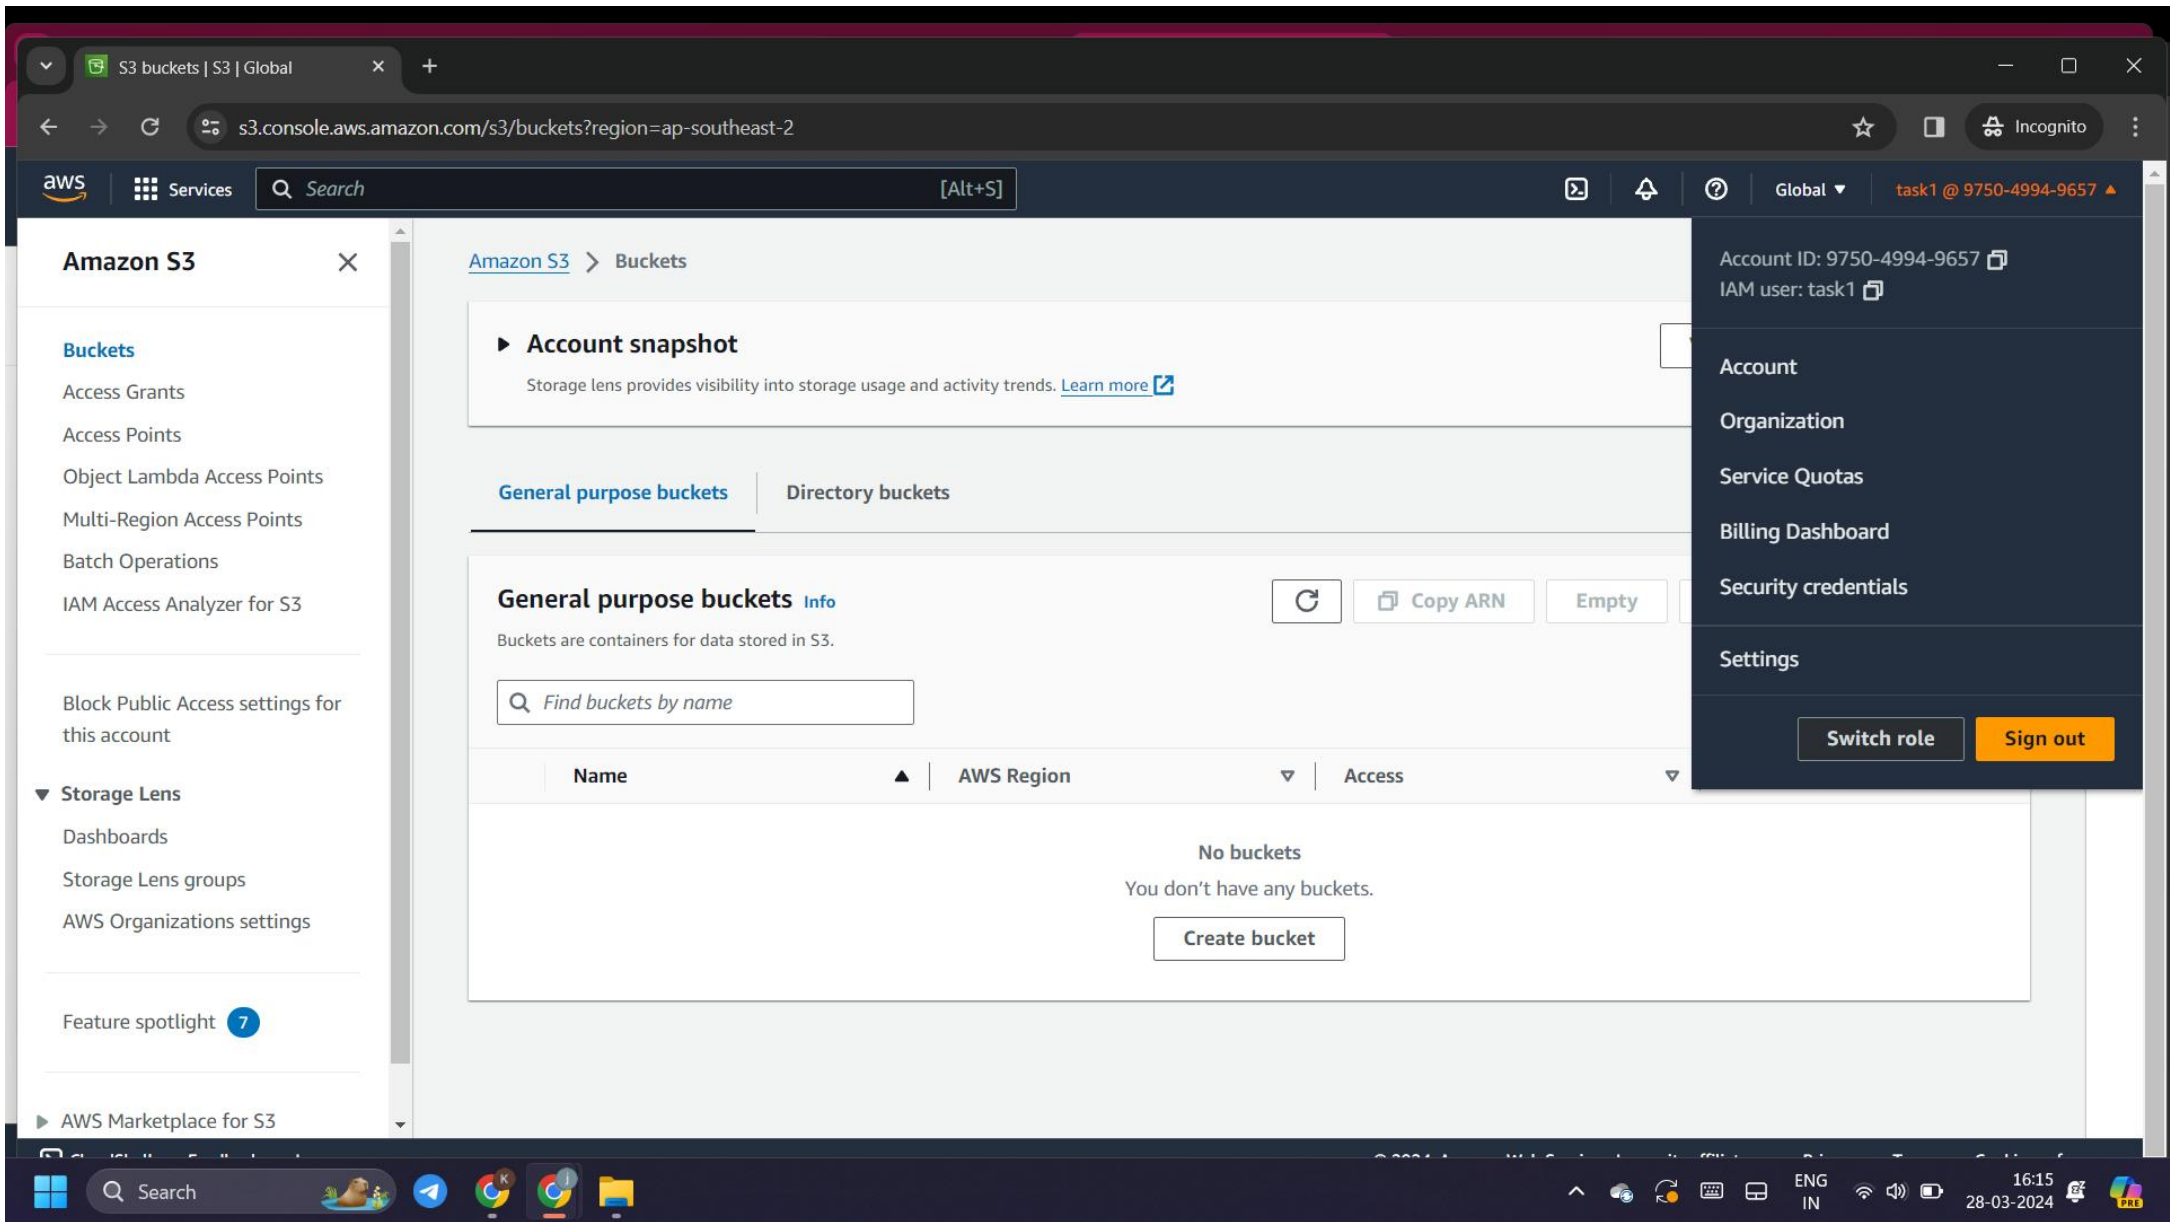 S3 buckets | S3 | Global
s3.console.aws.amazon.com/s3/buckets?region=ap-southeast-2
Incognito
aws
Services
Search
[Alt+S]
Global
task1 @ 9750-4994-9657
Amazon S3
Buckets
Access Grants
Access Points
Object Lambda Access Points
Multi-Region Access Points
Batch Operations
IAM Access Analyzer for S3
Block Public Access settings for
this account
Storage Lens
Dashboards
Storage Lens groups
AWS Organizations settings
Feature spotlight 7
AWS Marketplace for S3
Amazon S3 > Buckets
Account snapshot
Storage lens provides visibility into storage usage and activity trends. Learn more
General purpose buckets
Directory buckets
General purpose buckets Info
Buckets are containers for data stored in S3.
Copy ARN
Empty
Find buckets by name
Name
AWS Region
Access
No buckets
You don't have any buckets.
Create bucket
Account ID: 9750-4994-9657
IAM user: task1
Account
Organization
Service Quotas
Billing Dashboard
Security credentials
Settings
Switch role
Sign out
Search
K
J
ENG
IN
16:15
28-03-2024
PRE